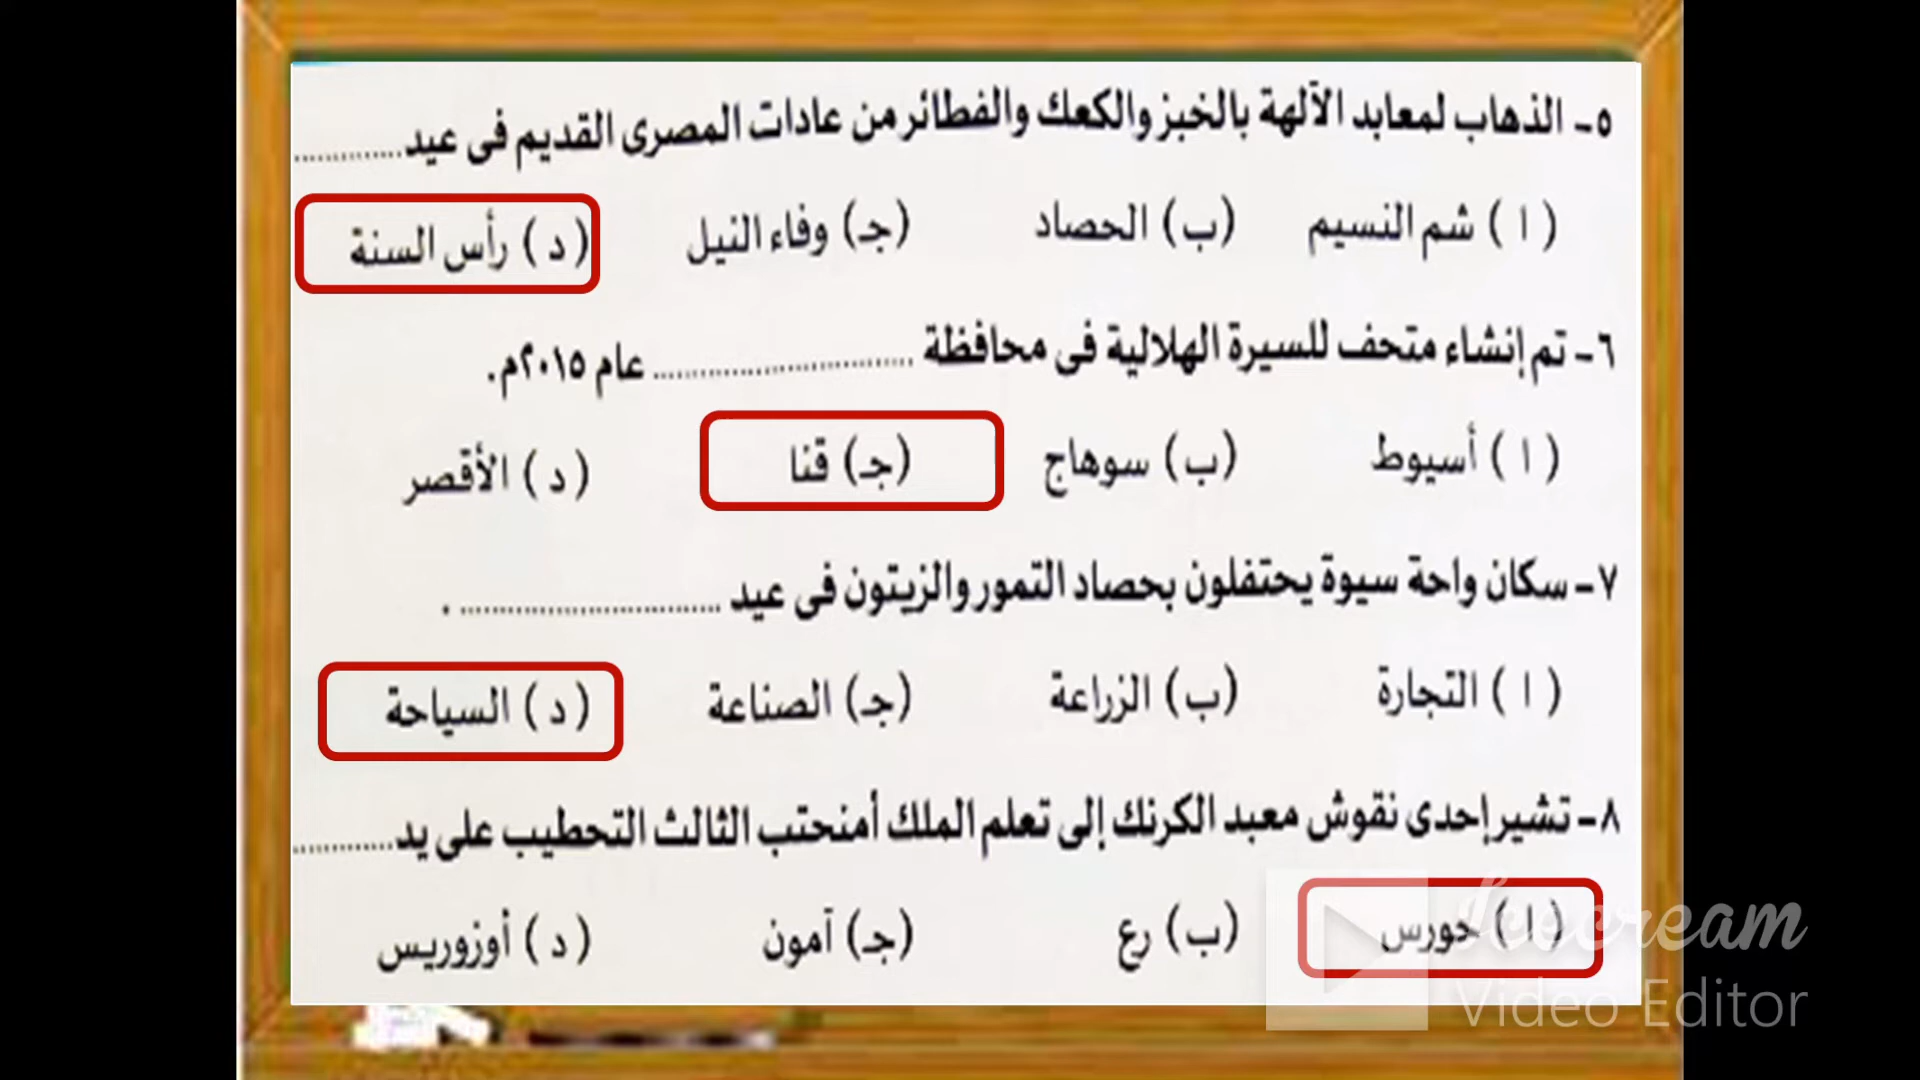 ٥- الذهاب لمعابد الآلهة بالخبز والكعك والفطائر من عادات المصرى القديم فى عيد............
( ا ) شم النسيم (ب) الحصاد (جـ) وفاء النيل ( د ) رأس السنة
٦- تم إنشاء متحف للسيرة الهلالية فى محافظة ........................ عام ٢٠١٥م.
( ا ) أسيوط (ب) سوهاج (جـ) قنا ( د ) الأقصر
٧- سكان واحة سيوة يحتفلون بحصاد التمور والزيتون فى عيد ........................ .
( ا ) التجارة (ب) الزراعة (جـ) الصناعة ( د ) السياحة
٨- تشير إحدى نقوش معبد الكرنك إلى تعلم الملك أمنحتب الثالث التحطيب على يد............
( ا ) حورس (ب) رع (جـ) آمون ( د ) أوزوريس
Icecream
Video Editor